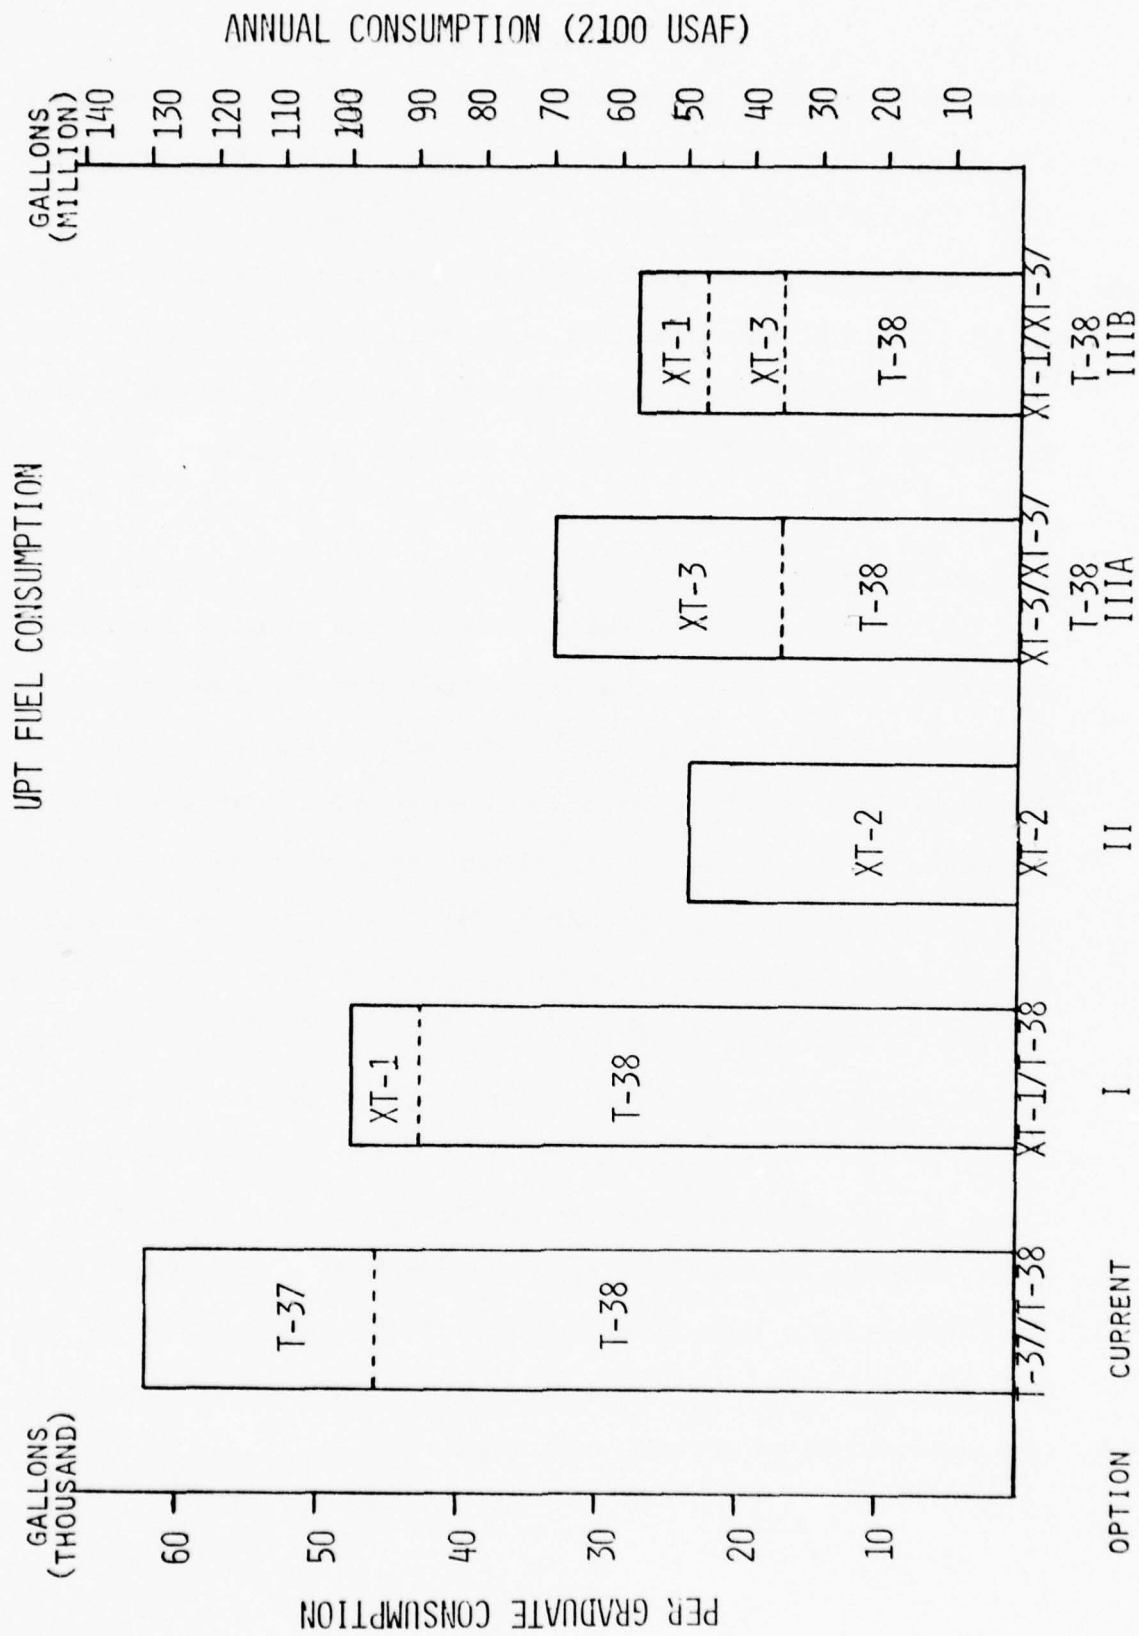 UPT FUEL CONSUMPTION
GALLONS
(THOUSAND)
60
50
40
30
20
10
PER GRADUATE CONSUMPTION
GALLONS
(MILLION)
140
130
120
110
100
90
80
70
60
50
40
30
20
10
ANNUAL CONSUMPTION (2100 USAF)
T-37
T-38
XT-1
T-38
XT-2
XT-3
T-38
XT-1
XT-3
T-38
T-37/T-38
XT-1/T-38
XT-2
XT-3/XT-37
T-38
XT-1/XT-37
T-38
OPTION CURRENT I II IIIA IIIB